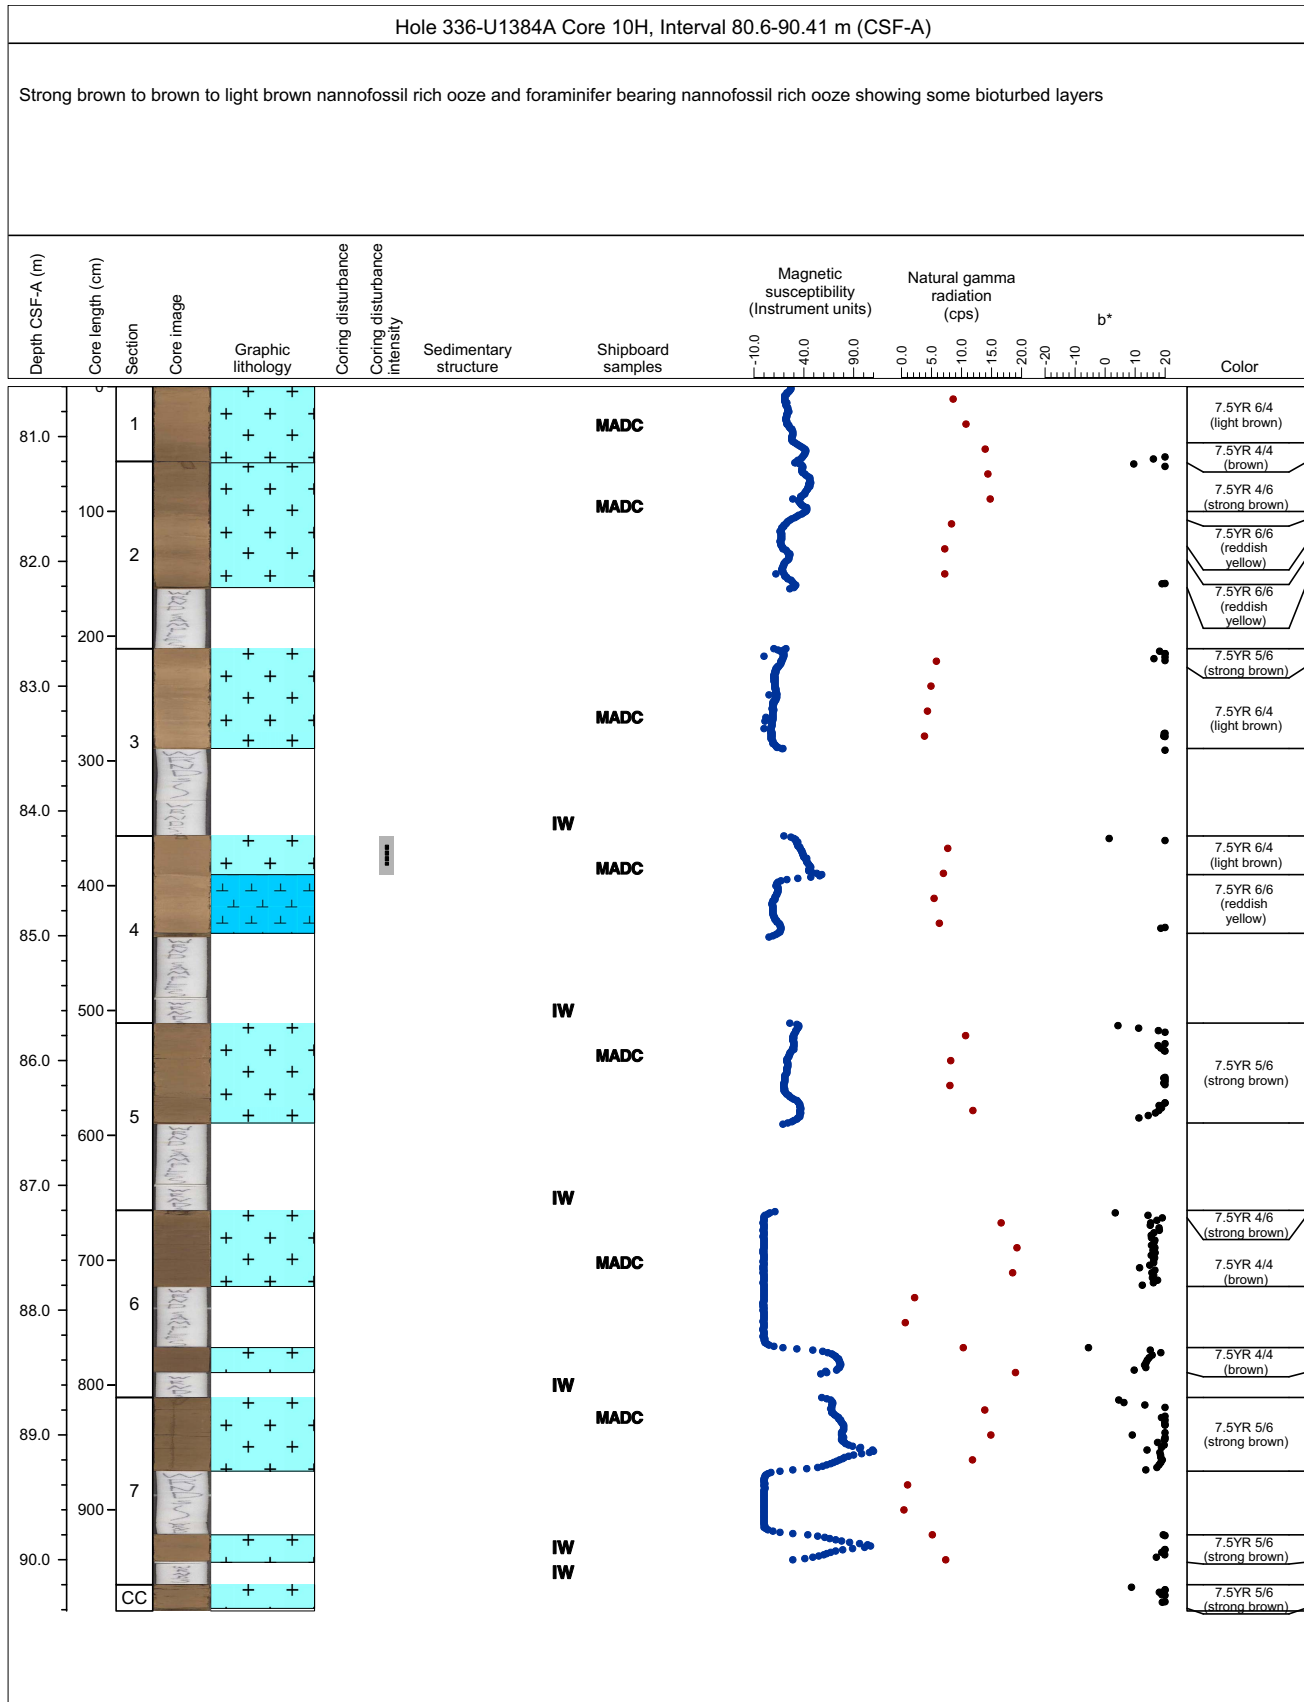 Hole 336-U1384A Core 10H, Interval 80.6-90.41 m (CSF-A)
Strong brown to brown to light brown nannofossil rich ooze and foraminifer bearing nannofossil rich ooze showing some bioturbed layers
Depth CSF-A (m)
Core length (cm)
Section
Core image
Graphic
lithology
Coring disturbance
Coring disturbance
intensity
Sedimentary
structure
Shipboard
samples
Magnetic
susceptibility
(Instrument units)
-10.0 40.0 90.0
Natural gamma
radiation
(cps)
0.0 5.0 10.0 15.0 20.0
b*
-20 -10 0 10 20
Color
0
1
MADC
7.5YR 6/4
(light brown)
81.0
7.5YR 4/4
(brown)
100
MADC
7.5YR 4/6
(strong brown)
2
82.0
7.5YR 6/6
(reddish
yellow)
7.5YR 6/6
(reddish
yellow)
200
7.5YR 5/6
(strong brown)
83.0
3
MADC
7.5YR 6/4
(light brown)
300
84.0
IW
MADC
7.5YR 6/4
(light brown)
400
4
7.5YR 6/6
(reddish
yellow)
85.0
500
IW
86.0
MADC
7.5YR 5/6
(strong brown)
5
600
87.0
IW
7.5YR 4/6
(strong brown)
700
MADC
7.5YR 4/4
(brown)
6
88.0
7.5YR 4/4
(brown)
800
IW
MADC
7.5YR 5/6
(strong brown)
89.0
7
900
IW
90.0
IW
7.5YR 5/6
(strong brown)
CC
7.5YR 5/6
(strong brown)